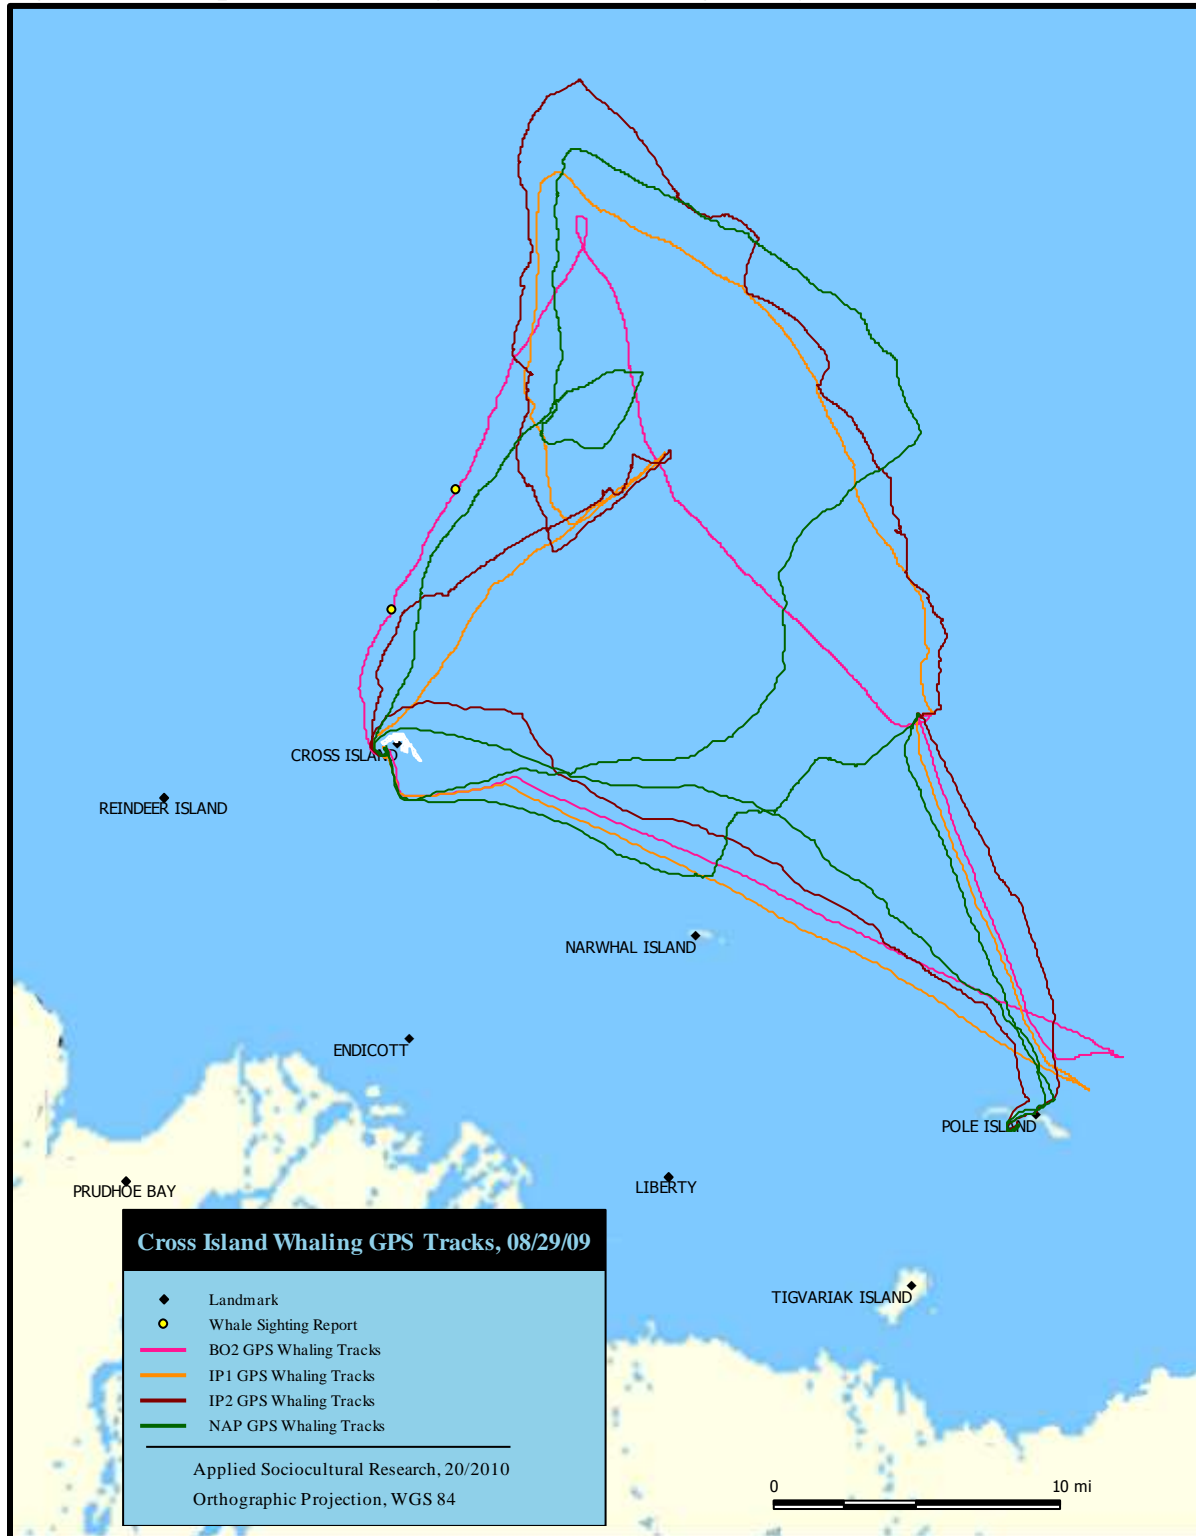 CROSS ISLAND
REINDEER ISLAND
NARWHAL ISLAND
ENDICOTT
POLE ISLAND
PRUDHOE BAY
LIBERTY
Cross Island Whaling GPS Tracks, 08/29/09
TIGVARIAK ISLAND
Landmark
Whale Sighting Report
BO2 GPS Whaling Tracks
IP1 GPS Whaling Tracks
IP2 GPS Whaling Tracks
NAP GPS Whaling Tracks
Applied Sociocultural Research, 20/2010
Orthographic Projection, WGS 84
0 10 mi